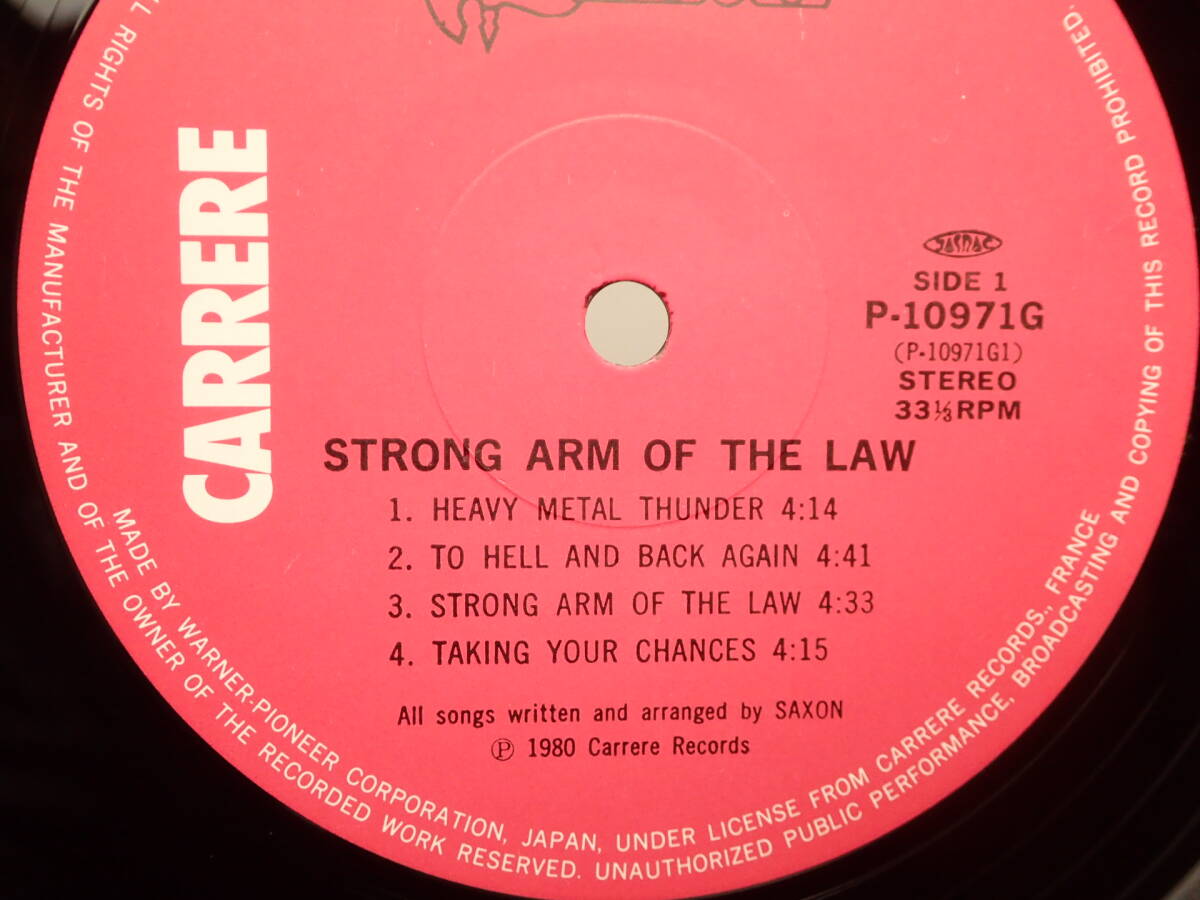 CARRERE
JASRAC
SIDE 1
P-10971G
(P-10971G1)
STEREO
33⅓RPM
STRONG ARM OF THE LAW
1. HEAVY METAL THUNDER 4:14
2. TO HELL AND BACK AGAIN 4:41
3. STRONG ARM OF THE LAW 4:33
4. TAKING YOUR CHANCES 4:15
All songs written and arranged by SAXON
Ⓟ 1980 Carrere Records
RIGHTS OF THE MANUFACTURER AND OF THE OWNER OF THE RECORDED WORK RESERVED. UNAUTHORIZED PUBLIC PERFORMANCE, BROADCASTING AND COPYING OF THIS RECORD PROHIBITED.
MADE BY WARNER-PIONEER CORPORATION, JAPAN, UNDER LICENSE FROM CARRERE RECORDS., FRANCE